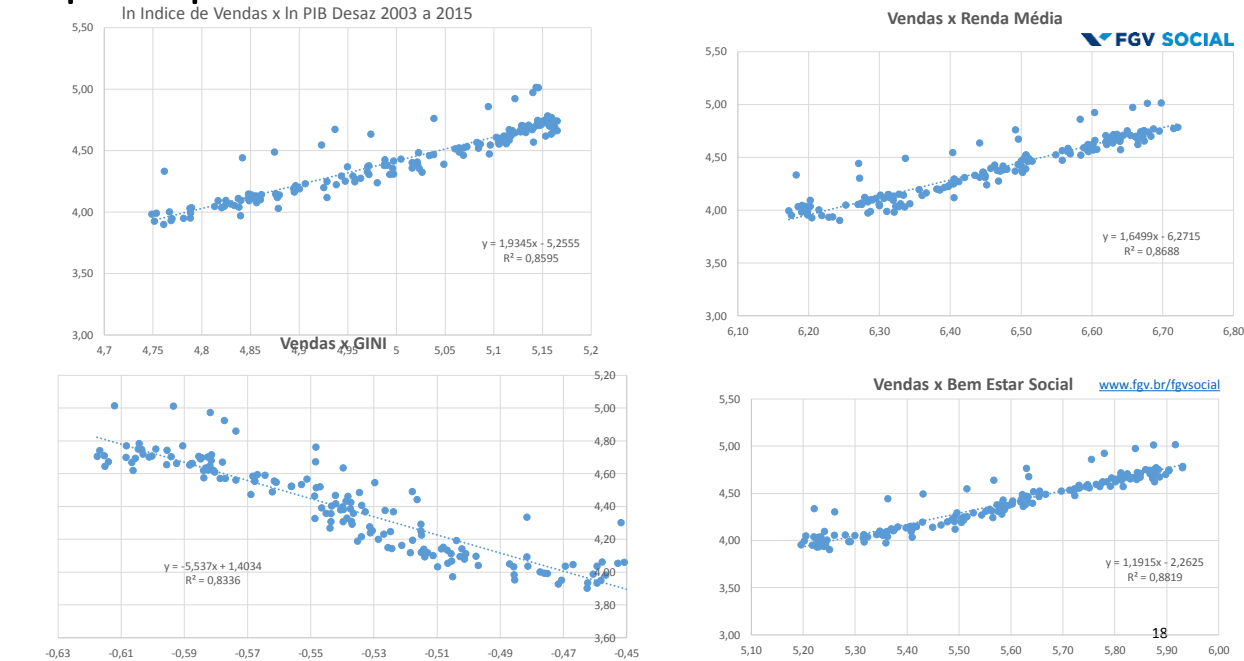 ln Indice de Vendas x ln PIB Desaz 2003 a 2015
5,50
5,00
4,50
4,00
3,50
3,00
4,7 4,75 4,8 4,85 4,9 4,95 5 5,05 5,1 5,15 5,2
y = 1,9345x - 5,2555
R² = 0,8595
Vendas x Renda Média
FGV SOCIAL
5,50
5,00
4,50
4,00
3,50
3,00
6,10 6,20 6,30 6,40 6,50 6,60 6,70 6,80
y = 1,6499x - 6,2715
R² = 0,8688
Vendas x GINI
5,20
5,00
4,80
4,60
4,40
4,20
4,00
3,80
3,60
-0,63 -0,61 -0,59 -0,57 -0,55 -0,53 -0,51 -0,49 -0,47 -0,45
y = -5,537x + 1,4034
R² = 0,8336
Vendas x Bem Estar Social
www.fgv.br/fgvsocial
5,50
5,00
4,50
4,00
3,50
3,00
5,10 5,20 5,30 5,40 5,50 5,60 5,70 5,80 5,90 6,00
y = 1,1915x - 2,2625
R² = 0,8819
18